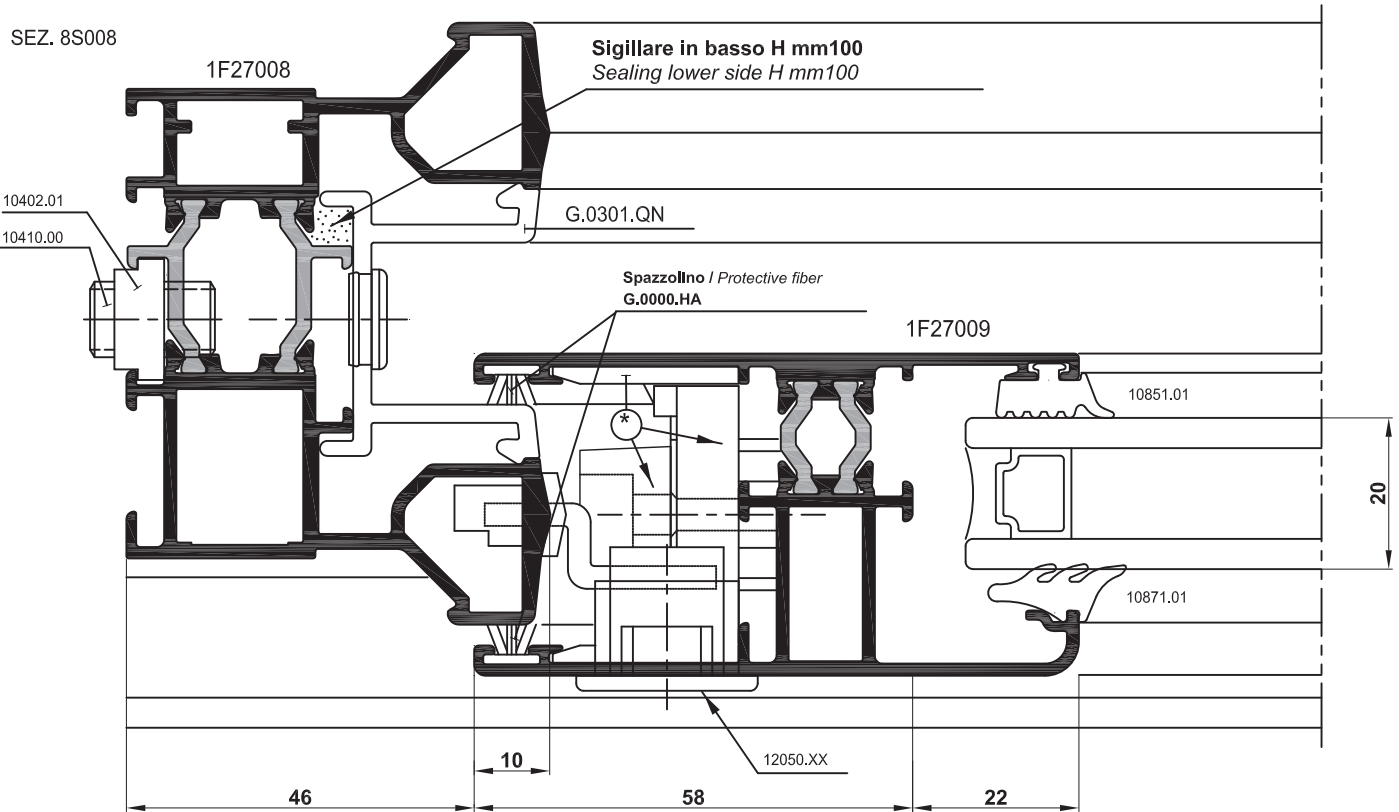 SEZ. 8S008
1F27008
Sigillare in basso H mm100
Sealing lower side H mm100
10402.01
10410.00
G.0301.QN
Spazzolino / Protective fiber
G.0000.HA
1F27009
*
10851.01
20
10871.01
12050.XX
10
46
58
22